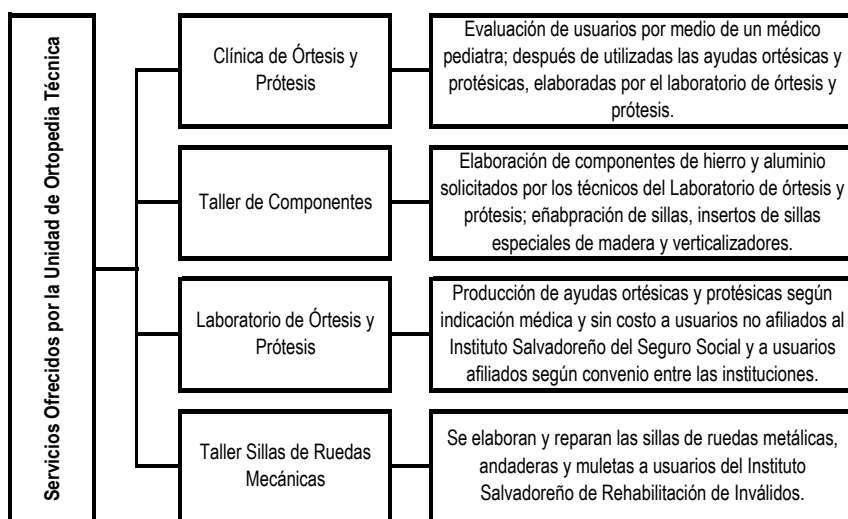 Servicios Ofrecidos por la Unidad de Ortopedia Técnica
Clínica de Órtesis y
Prótesis
Evaluación de usuarios por medio de un médico
pediatra; después de utilizadas las ayudas ortésicas y
protésicas, elaboradas por el laboratorio de órtesis y
prótesis.
Taller de Componentes
Elaboración de componentes de hierro y aluminio
solicitados por los técnicos del Laboratorio de órtesis y
prótesis; eñabpración de sillas, insertos de sillas
especiales de madera y verticalizadores.
Laboratorio de Órtesis y
Prótesis
Producción de ayudas ortésicas y protésicas según
indicación médica y sin costo a usuarios no afiliados al
Instituto Salvadoreño del Seguro Social y a usuarios
afiliados según convenio entre las instituciones.
Taller Sillas de Ruedas
Mecánicas
Se elaboran y reparan las sillas de ruedas metálicas,
andaderas y muletas a usuarios del Instituto
Salvadoreño de Rehabilitación de Inválidos.